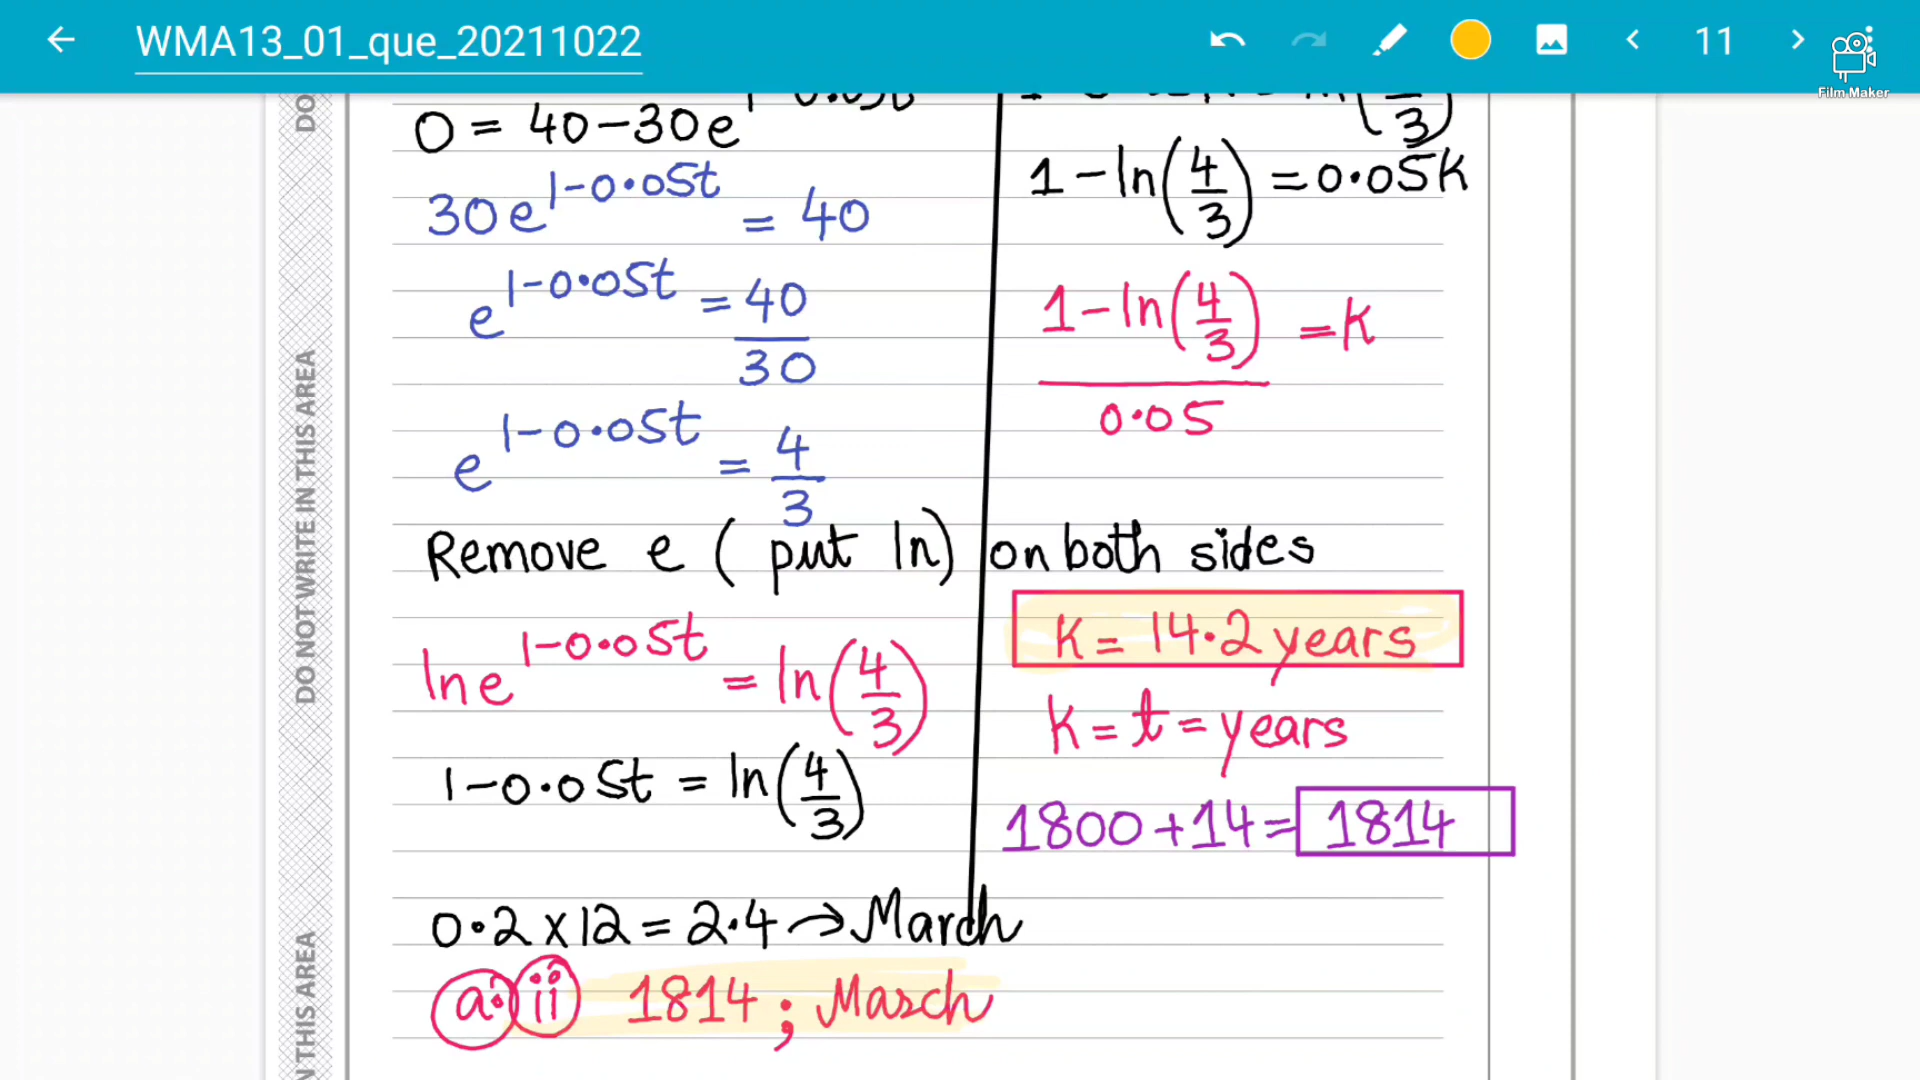 WMA13_01_que_20211022
11
Film Maker
DO NOT WRITE IN THIS AREA
0 = 40-30e^1-0.05t
30e^1-0.05t = 40
e^1-0.05t = 40/30
e^1-0.05t = 4/3
1-ln(4/3) = 0.05k
1-ln(4/3)/0.05 = k
Remove e ( put ln) on both sides
ln e^1-0.05t = ln(4/3)
1-0.05t = ln(4/3)
k = 14.2 years
k = t = years
1800 + 14 = 1814
0.2 x 12 = 2.4 → March
a. ii 1814 ; March